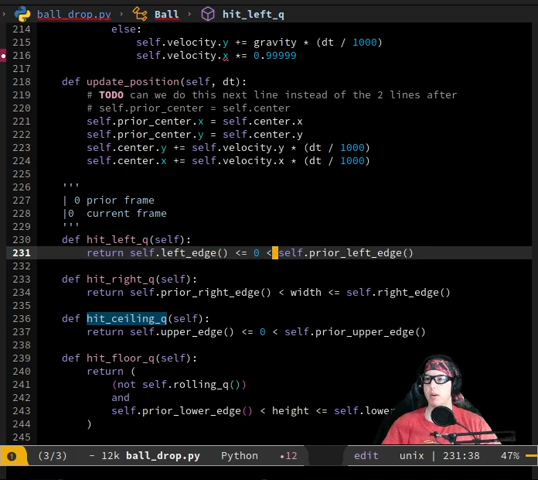 ball_drop.py > Ball > hit_left_q
214 else:
215 self.velocity.y += gravity * (dt / 1000)
216 self.velocity.x *= 0.99999
217
218 def update_position(self, dt):
219 # TODO can we do this next line instead of the 2 lines after
220 # self.prior_center = self.center
221 self.prior_center.x = self.center.x
222 self.prior_center.y = self.center.y
223 self.center.y += self.velocity.y * (dt / 1000)
224 self.center.x += self.velocity.x * (dt / 1000)
225
226 '''
227 | 0 prior frame
228 |0  current frame
229 '''
230 def hit_left_q(self):
231 return self.left_edge() <= 0 < self.prior_left_edge()
232
233 def hit_right_q(self):
234 return self.prior_right_edge() < width <= self.right_edge()
235
236 def hit_ceiling_q(self):
237 return self.upper_edge() <= 0 < self.prior_upper_edge()
238
239 def hit_floor_q(self):
240 return (
241 (not self.rolling_q())
242 and
243 self.prior_lower_edge() < height <= self.lowe
244 )
245
1 (3/3) - 12k ball_drop.py Python •12 edit unix | 231:38 47%